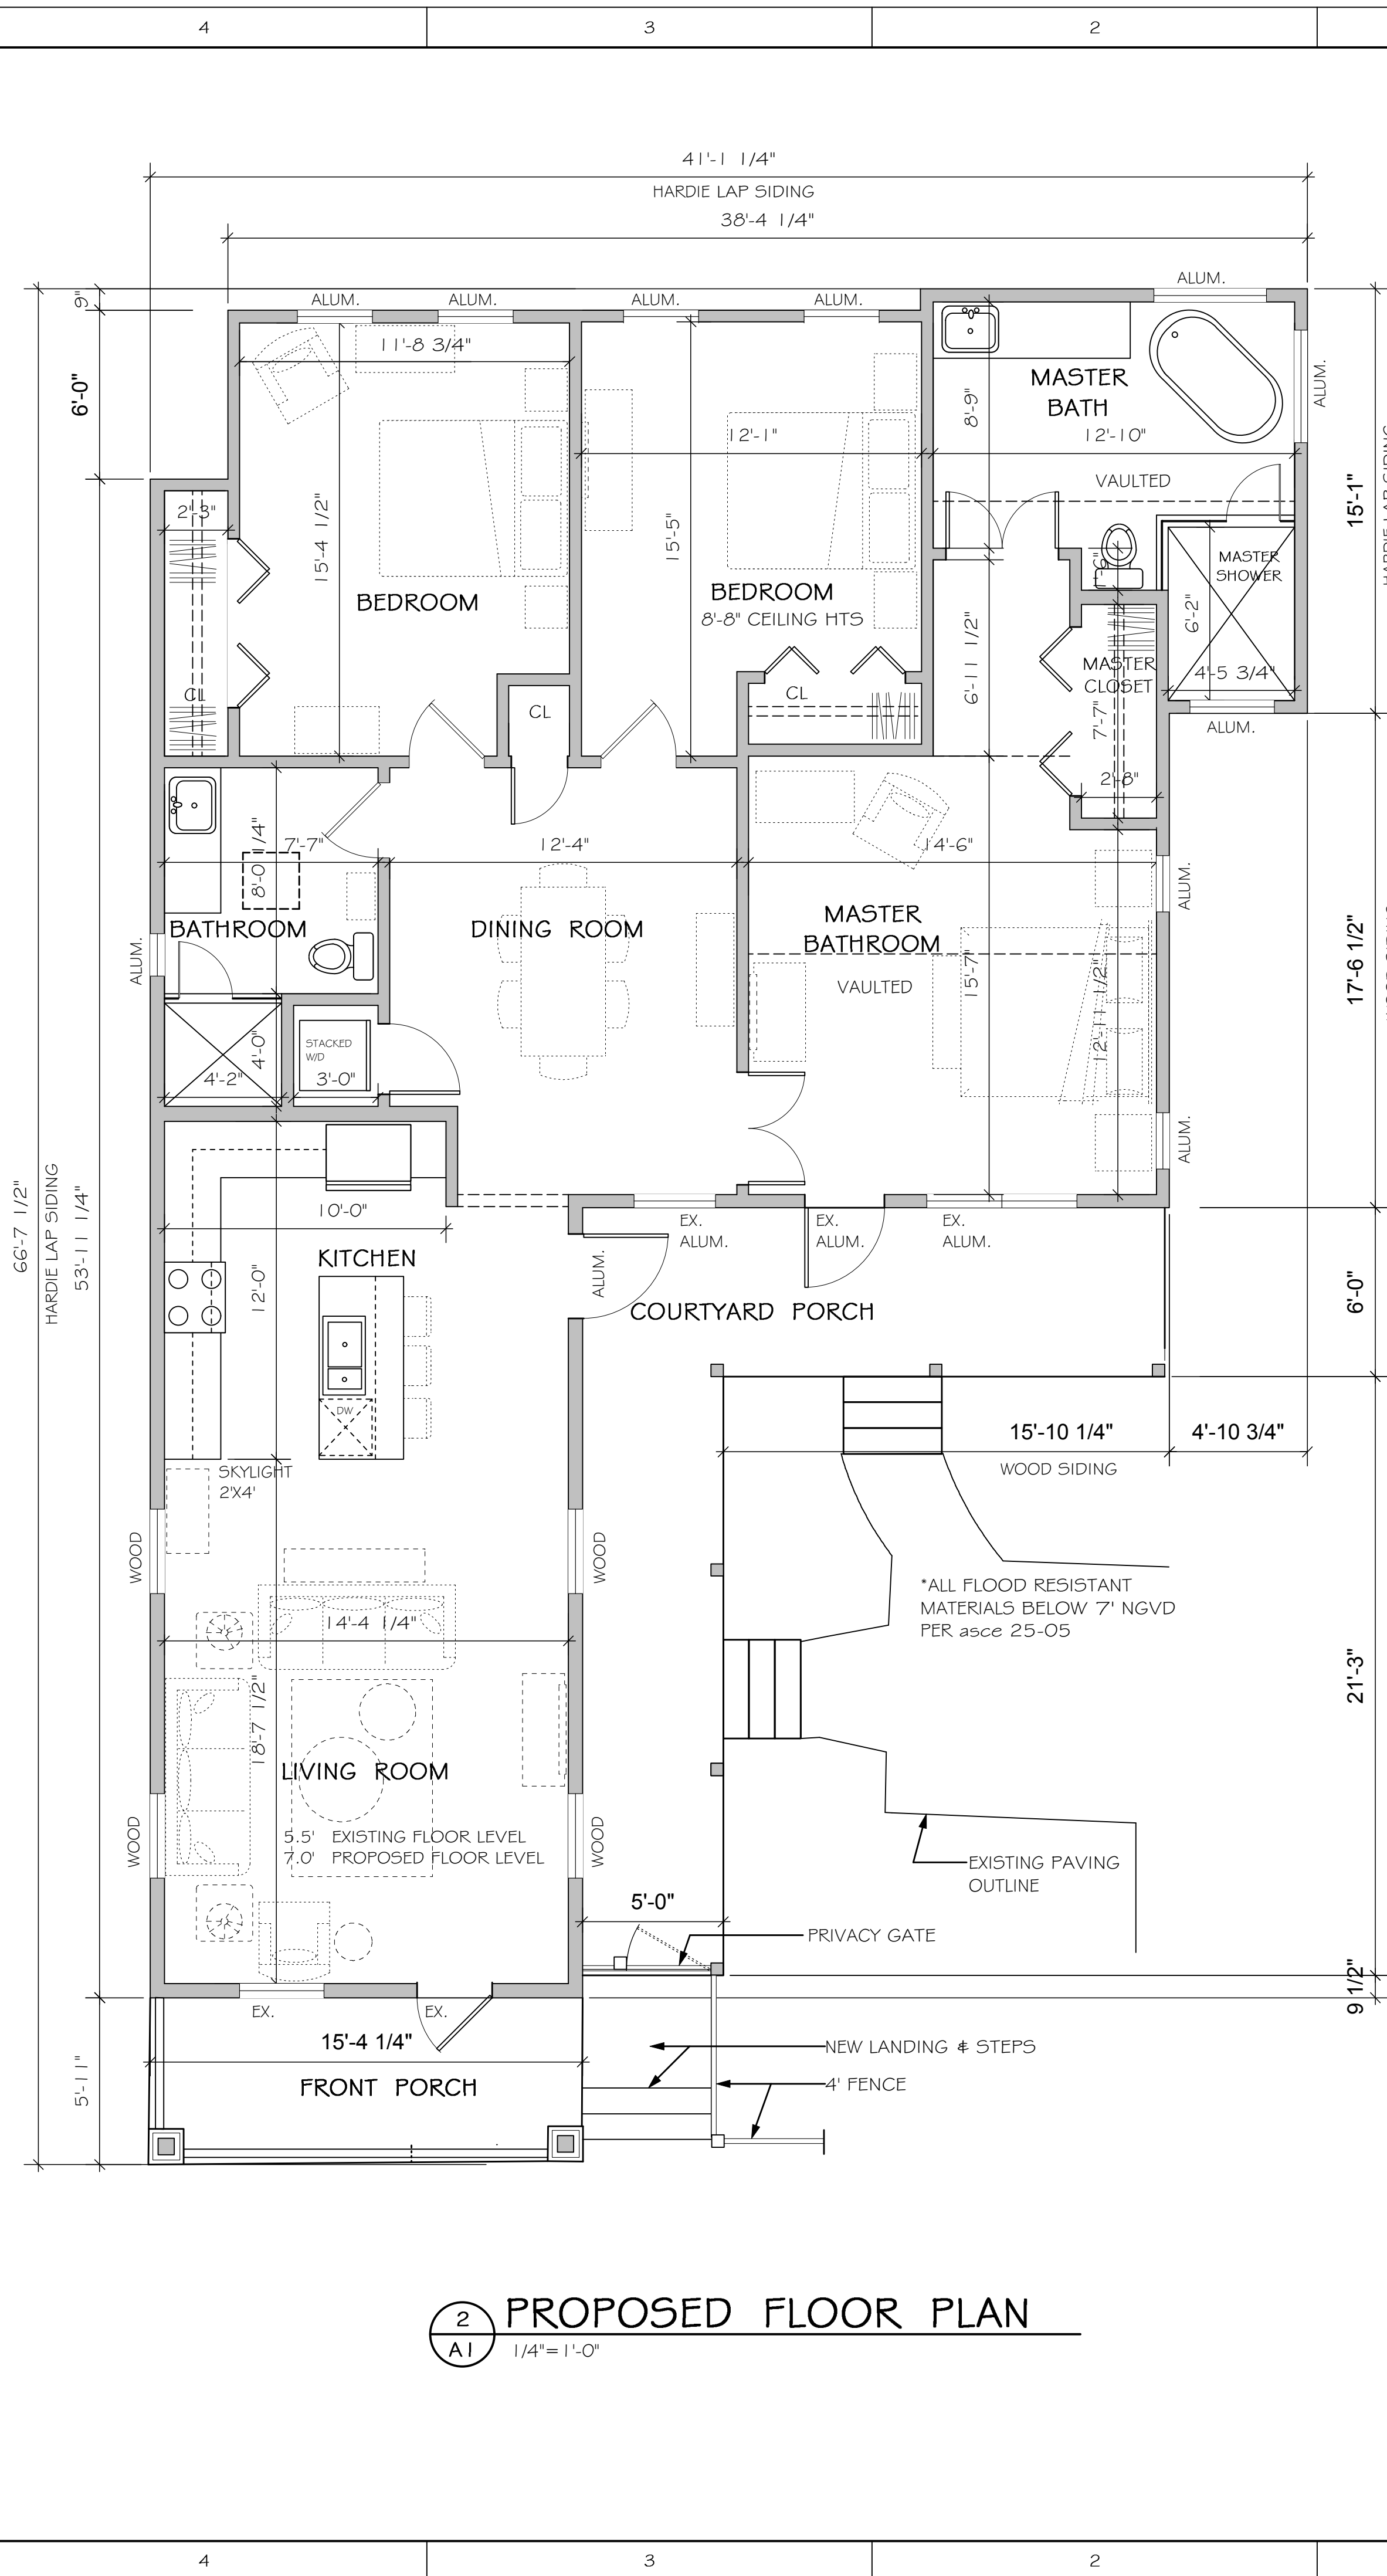 4
3
2
41'-1 1/4"
HARDIE LAP SIDING
38'-4 1/4"
ALUM.
9"
ALUM.
ALUM.
ALUM.
ALUM.
11'-8 3/4"
6'-0"
MASTER
BATH
8'-9"
ALUM.
12'-1"
12'-10"
VAULTED
15'-1"
2'-3"
15'-4 1/2"
15'-5"
MASTER
SHOWER
BEDROOM
BEDROOM
8'-8" CEILING HTS
6'-2"
6'-11 1/2"
MASTER
CLOSET
4'-5 3/4"
CL
CL
CL
7'-7"
ALUM.
2'-8"
8'-0 1/4"
7'-7"
12'-4"
14'-6"
ALUM.
BATHROOM
DINING ROOM
MASTER
BATHROOM
ALUM.
VAULTED
15'-7"
12'-11 1/2"
17'-6 1/2"
STACKED
W/D
4'-0"
4'-2"
3'-0"
ALUM.
66'-7 1/2"
HARDIE LAP SIDING
53'-11 1/4"
10'-0"
EX.
ALUM.
EX.
ALUM.
EX.
ALUM.
KITCHEN
12'-0"
ALUM.
COURTYARD PORCH
6'-0"
DW
15'-10 1/4"
4'-10 3/4"
WOOD SIDING
SKYLIGHT
2'X4'
WOOD
WOOD
*ALL FLOOD RESISTANT
MATERIALS BELOW 7' NGVD
PER asce 25-05
14'-4 1/4"
18'-7 1/2"
21'-3"
LIVING ROOM
WOOD
WOOD
5.5' EXISTING FLOOR LEVEL
7.0' PROPOSED FLOOR LEVEL
EXISTING PAVING
OUTLINE
5'-0"
PRIVACY GATE
9 1/2"
EX.
EX.
15'-4 1/4"
NEW LANDING & STEPS
5'-11"
FRONT PORCH
4' FENCE
2
A1
PROPOSED FLOOR PLAN
1/4"=1'-0"
4
3
2